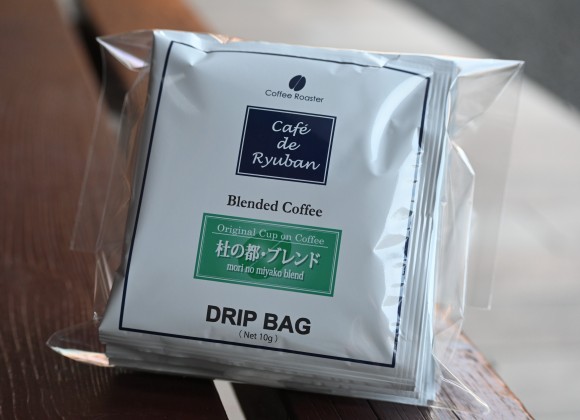 Coffee Roaster
Café
de
Ryuban
Blended Coffee
Original Cup on Coffee
杜の都・ブレンド
mori no miyako blend
DRIP BAG
(Net 10g)